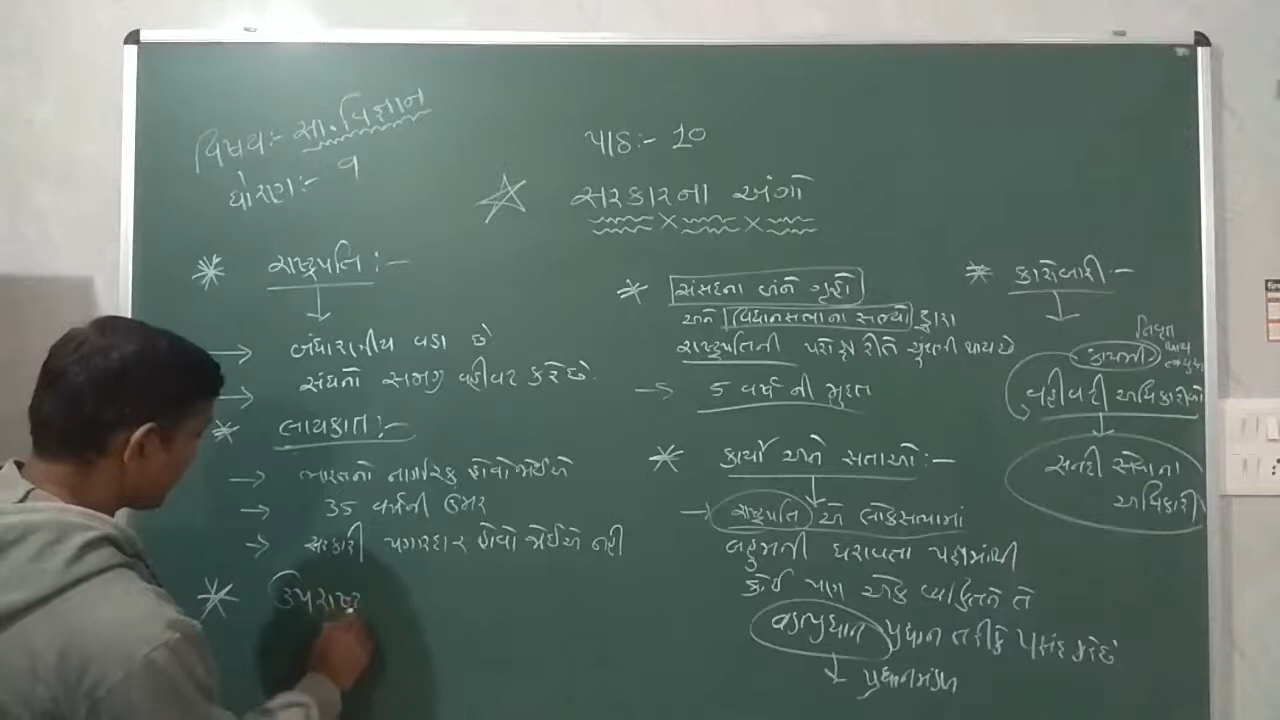 વિષય:- સા. વિજ્ઞાન
ધોરણ:- ૧
પાઠ:- 10
સરકારના અંગો
રાષ્ટ્રપતિ :-
બંધારણીય વડા છે
સંઘનો સમગ્ર વહીવટ કરે છે.
લાયકાત :-
ભારતનો નાગરિક હોવો જોઈએ
35 વર્ષની ઉંમર
સરકારી પગારદાર હોવો જોઈએ નહી
ઉપરાષ્ટ્ર
સંસદના બંને ગૃહો
અને વિધાનસભાના સભ્યો દ્વારા
રાષ્ટ્રપતિની પરોક્ષ રીતે ચુંટણી થાય છે
5 વર્ષ ની મુદત
કાર્યો અને સત્તાઓ :-
રાષ્ટ્રપતિ એ લોકસભામાં
બહુમતી ધરાવતા પક્ષમાંથી
કોઈ પણ એક વ્યક્તિને તે
વડાપ્રધાન પ્રધાન તરીકે પસંદ કરે છે
પ્રધાનમંડળ
કારોબારી :-
નિવૃત્ત
થાય
કાયમી
વહીવટી અધિકારીઓ
સનદી સેવાના
અધિકારી